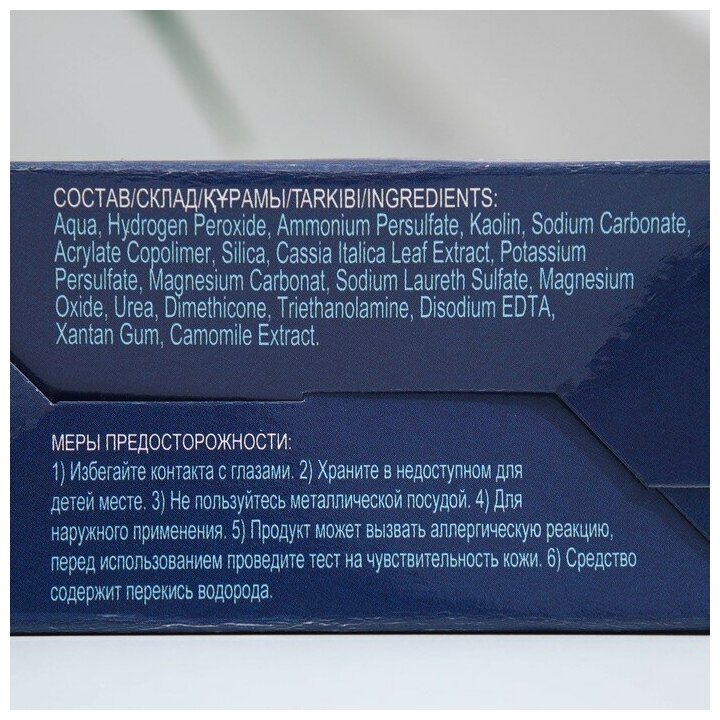 СОСТАВ/СКЛАД/ҚҰРАМЫ/TARKIBI/INGREDIENTS:
Aqua, Hydrogen Peroxide, Ammonium Persulfate, Kaolin, Sodium Carbonate,
Acrylate Copolimer, Silica, Cassia Italica Leaf Extract, Potassium
Persulfate, Magnesium Carbonat, Sodium Laureth Sulfate, Magnesium
Oxide, Urea, Dimethicone, Triethanolamine, Disodium EDTA,
Xantan Gum, Camomile Extract.
МЕРЫ ПРЕДОСТОРОЖНОСТИ:
1) Избегайте контакта с глазами. 2) Храните в недоступном для
детей месте. 3) Не пользуйтесь металлической посудой. 4) Для
наружного применения. 5) Продукт может вызвать аллергическую реакцию,
перед использованием проведите тест на чувствительность кожи. 6) Средство
содержит перекись водорода.